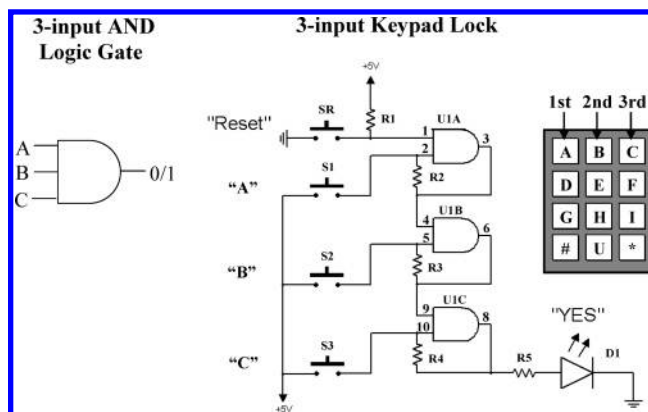 3-input AND
Logic Gate
3-input Keypad Lock
A
B
C
0/1
+5V
R1
"Reset"
SR
1
2
U1A
3
"A"
S1
R2
4
5
U1B
6
"B"
S2
R3
9
10
U1C
8
"C"
S3
R4
R5
"YES"
D1
+5V
1st 2nd 3rd
A B C
D E F
G H I
# U *